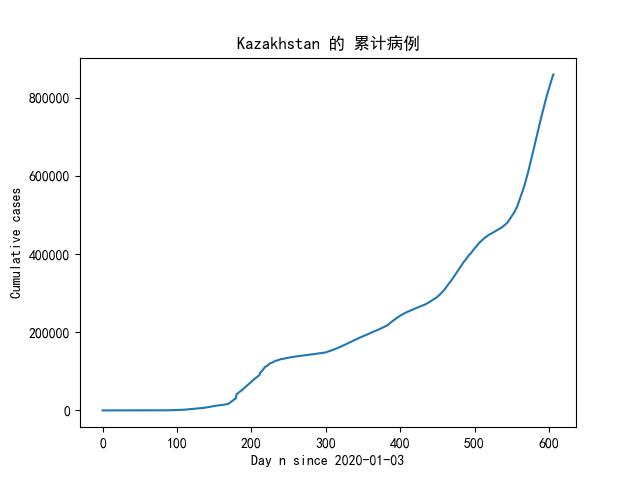 Kazakhstan 的 累计病例
Cumulative cases
800000
600000
400000
200000
0
0 100 200 300 400 500 600
Day n since 2020-01-03